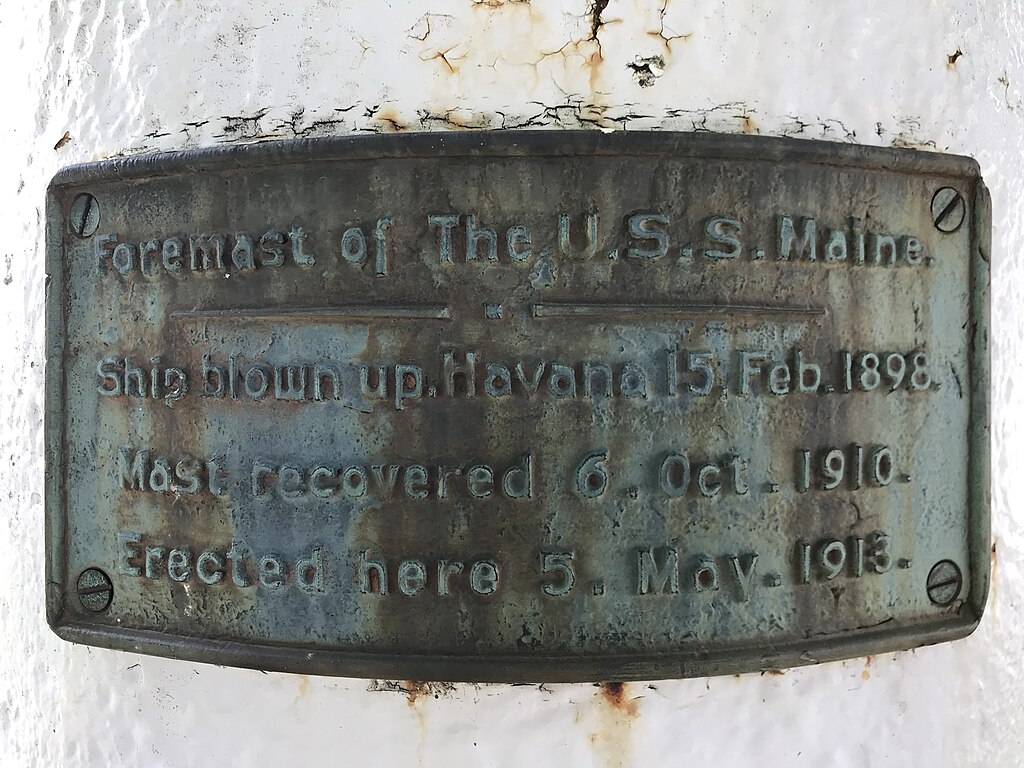 Foremast of The U.S.S. Maine.
Ship blown up. Havana 15. Feb. 1898.
Mast recovered 6. Oct. 1910.
Erected here 5. May. 1913.